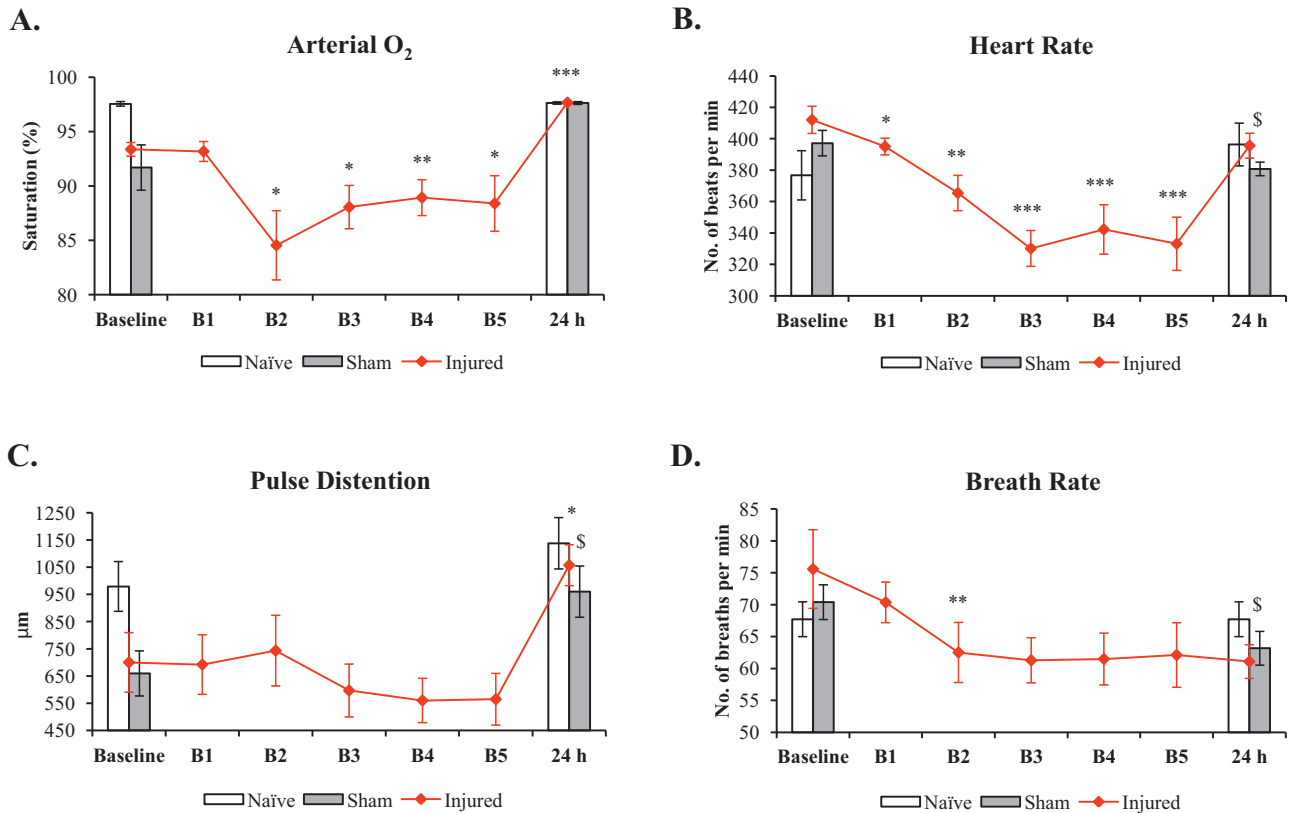 A.
Arterial O₂
Saturation (%)
100
95
90
85
80
* * ** * ***
Baseline B1 B2 B3 B4 B5 24 h
Naïve Sham Injured
B.
Heart Rate
No. of beats per min
440
420
400
380
360
340
320
300
* ** *** *** *** $
Baseline B1 B2 B3 B4 B5 24 h
Naïve Sham Injured
C.
Pulse Distention
µm
1250
1150
1050
950
850
750
650
550
450
*
$
Baseline B1 B2 B3 B4 B5 24 h
Naïve Sham Injured
D.
Breath Rate
No. of breaths per min
85
80
75
70
65
60
55
50
** $
Baseline B1 B2 B3 B4 B5 24 h
Naïve Sham Injured